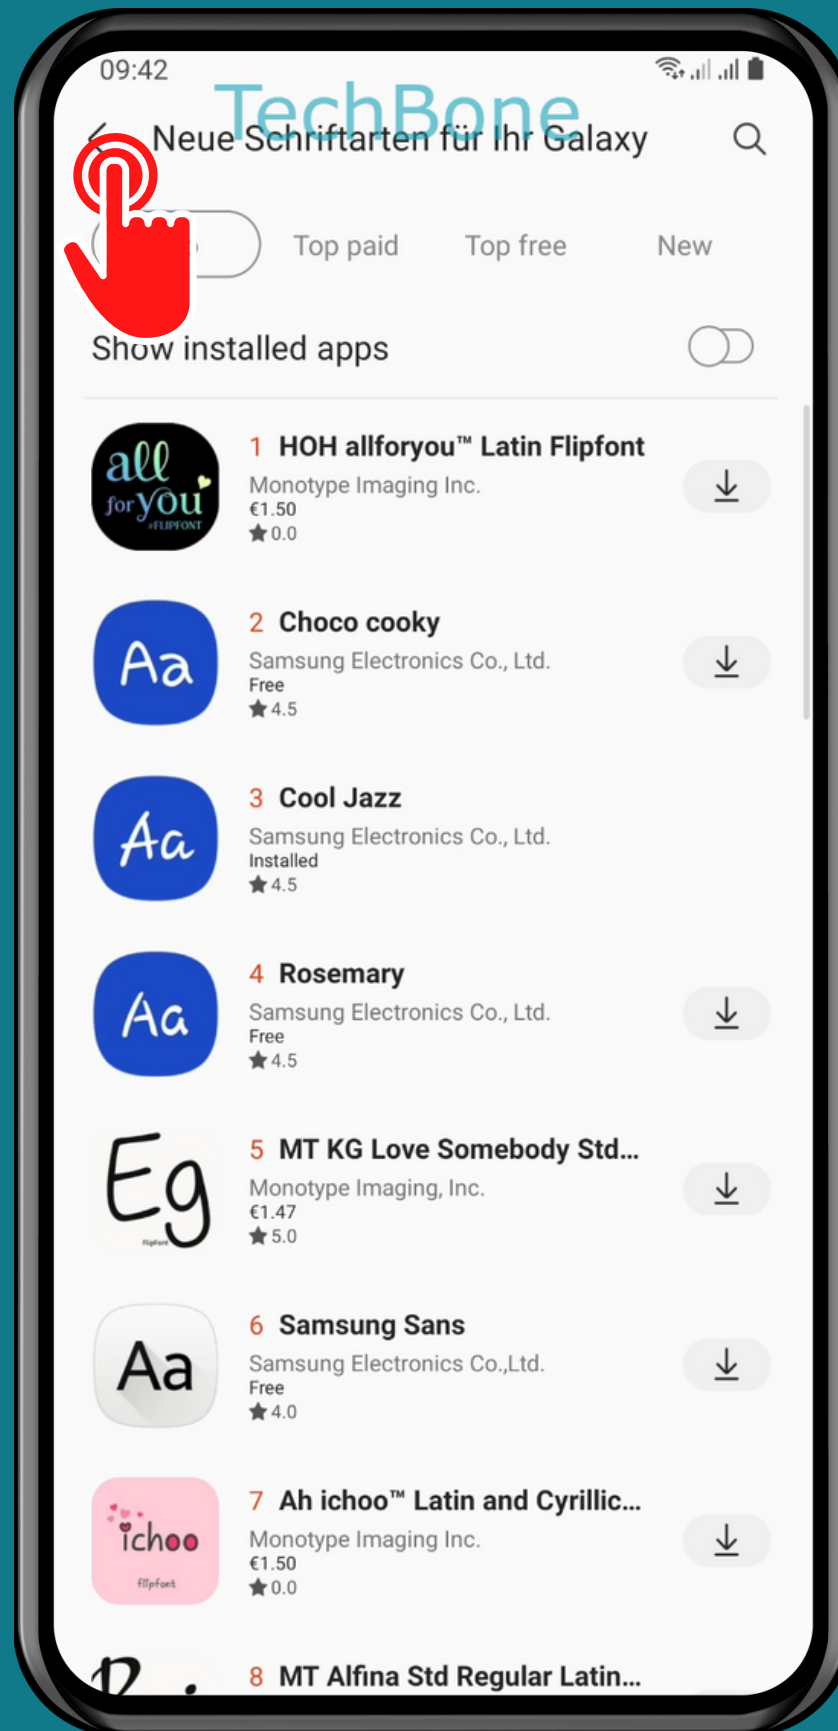 09:42
TechBone
Neue Schriftarten für Ihr Galaxy
Top paid
Top free
New
Show installed apps
all
for you
#FLIPFONT
1 HOH allforyou™ Latin Flipfont
Monotype Imaging Inc.
€1.50
★0.0
Aa
2 Choco cooky
Samsung Electronics Co., Ltd.
Free
★4.5
Aa
3 Cool Jazz
Samsung Electronics Co., Ltd.
Installed
★4.5
Aa
4 Rosemary
Samsung Electronics Co., Ltd.
Free
★4.5
Eg
FlipFont
5 MT KG Love Somebody Std...
Monotype Imaging, Inc.
€1.47
★5.0
Aa
6 Samsung Sans
Samsung Electronics Co.,Ltd.
Free
★4.0
ichoo
flipfont
7 Ah ichoo™ Latin and Cyrillic...
Monotype Imaging Inc.
€1.50
★0.0
8 MT Alfina Std Regular Latin...